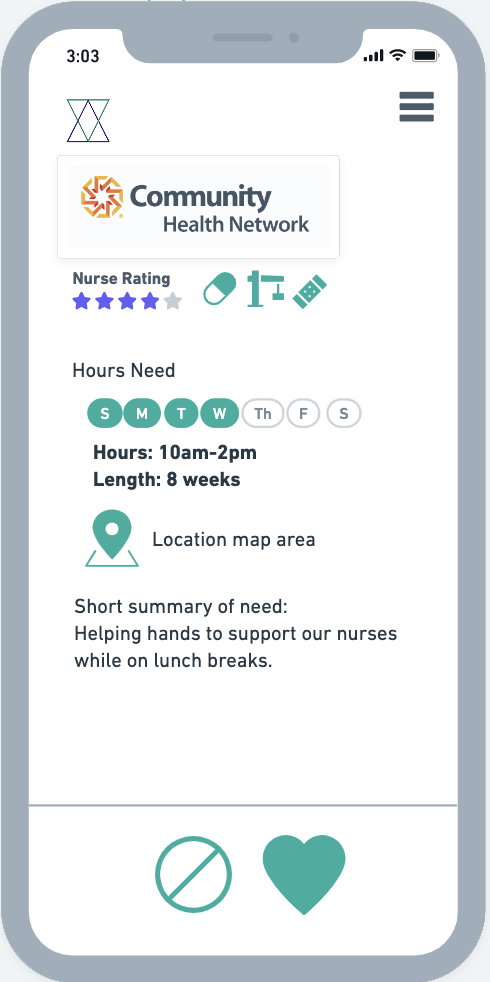 3:03
Community
Health Network
Nurse Rating
Hours Need
S M T W Th F S
Hours: 10am-2pm
Length: 8 weeks
Location map area
Short summary of need:
Helping hands to support our nurses
while on lunch breaks.